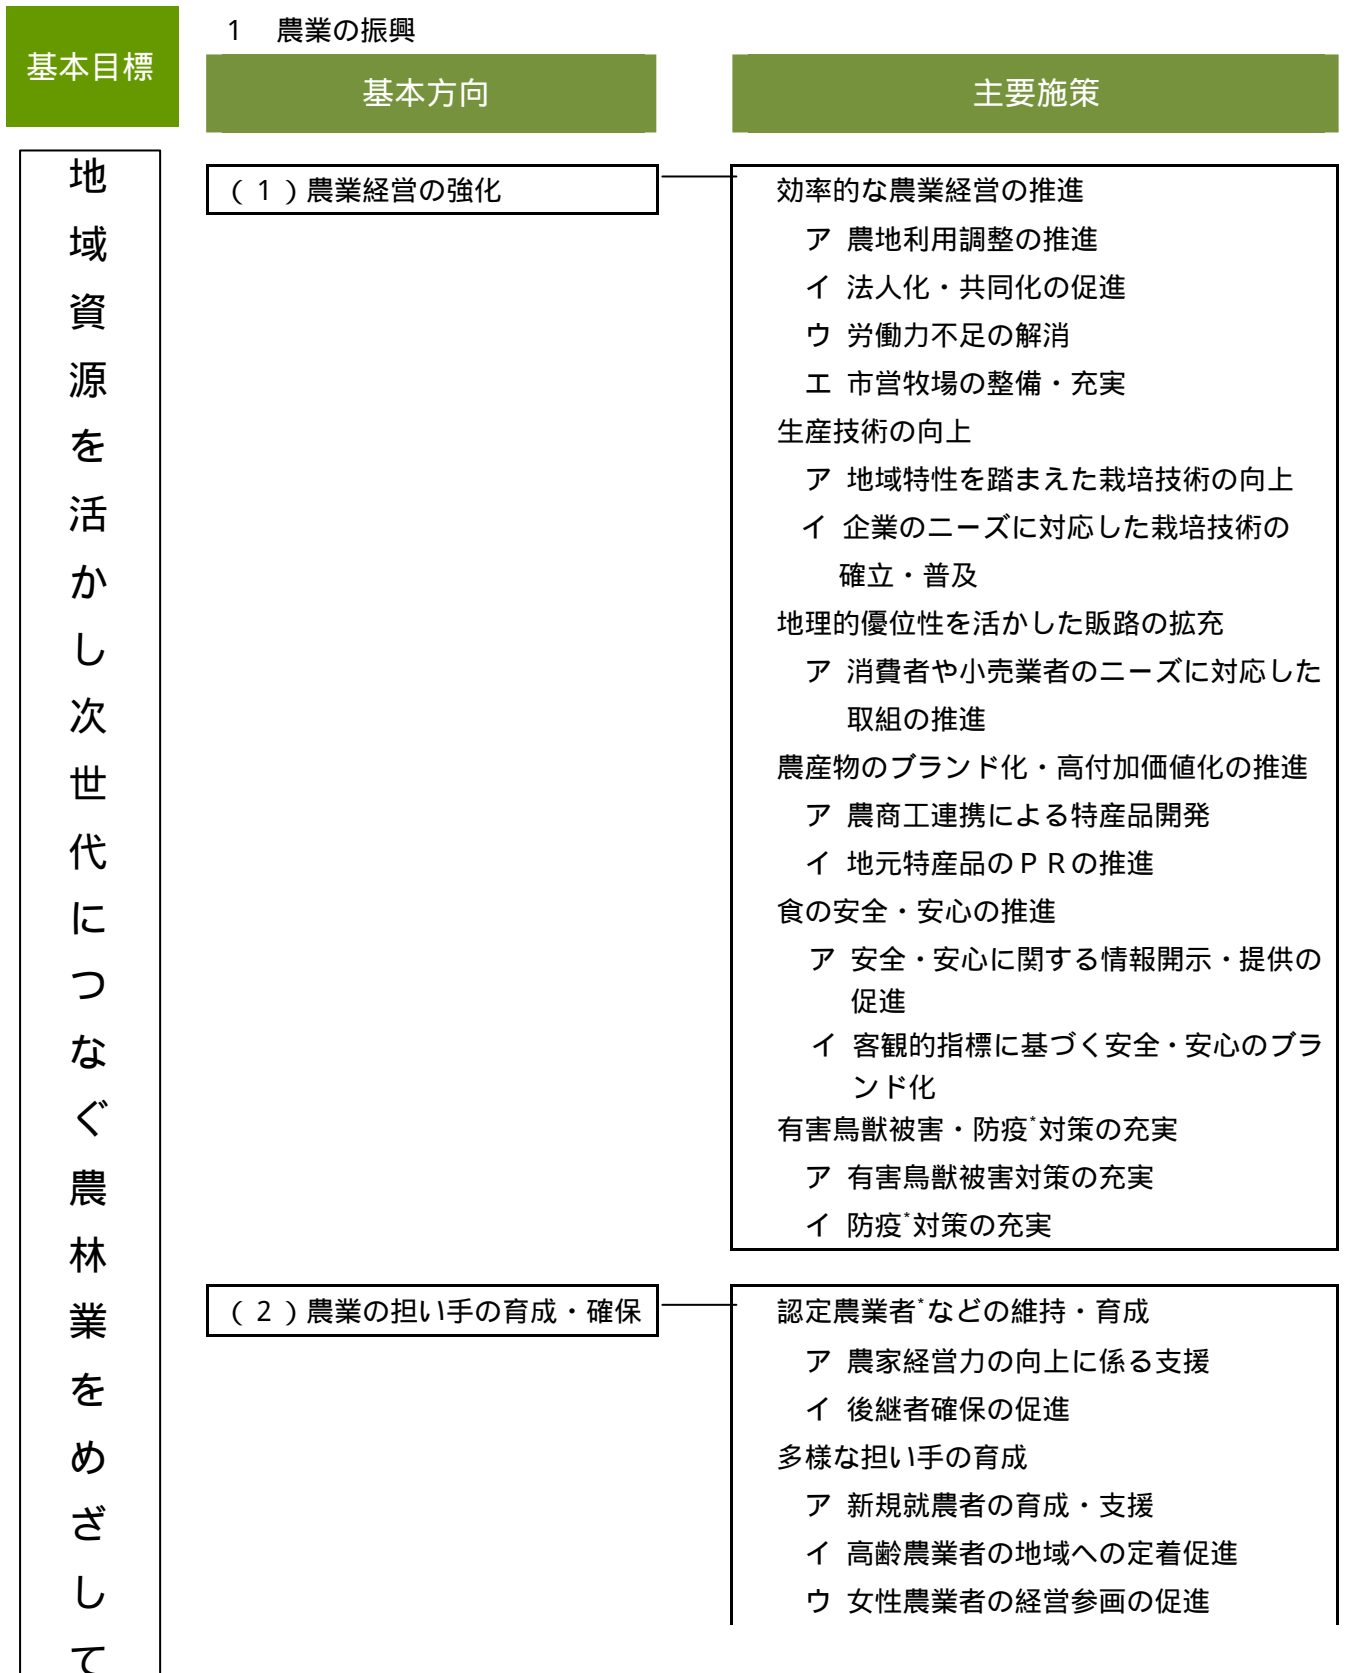 基本目標
1 農業の振興
基本方向
主要施策
地域資源を活かし次世代につなぐ農林業をめざして
（1）農業経営の強化
効率的な農業経営の推進
ア 農地利用調整の推進
イ 法人化・共同化の促進
ウ 労働力不足の解消
エ 市営牧場の整備・充実
生産技術の向上
ア 地域特性を踏まえた栽培技術の向上
イ 企業のニーズに対応した栽培技術の
確立・普及
地理的優位性を活かした販路の拡充
ア 消費者や小売業者のニーズに対応した
取組の推進
農産物のブランド化・高付加価値化の推進
ア 農商工連携による特産品開発
イ 地元特産品のＰＲの推進
食の安全・安心の推進
ア 安全・安心に関する情報開示・提供の
促進
イ 客観的指標に基づく安全・安心のブラ
ンド化
有害鳥獣被害・防疫*対策の充実
ア 有害鳥獣被害対策の充実
イ 防疫*対策の充実
（2）農業の担い手の育成・確保
認定農業者*などの維持・育成
ア 農家経営力の向上に係る支援
イ 後継者確保の促進
多様な担い手の育成
ア 新規就農者の育成・支援
イ 高齢農業者の地域への定着促進
ウ 女性農業者の経営参画の促進